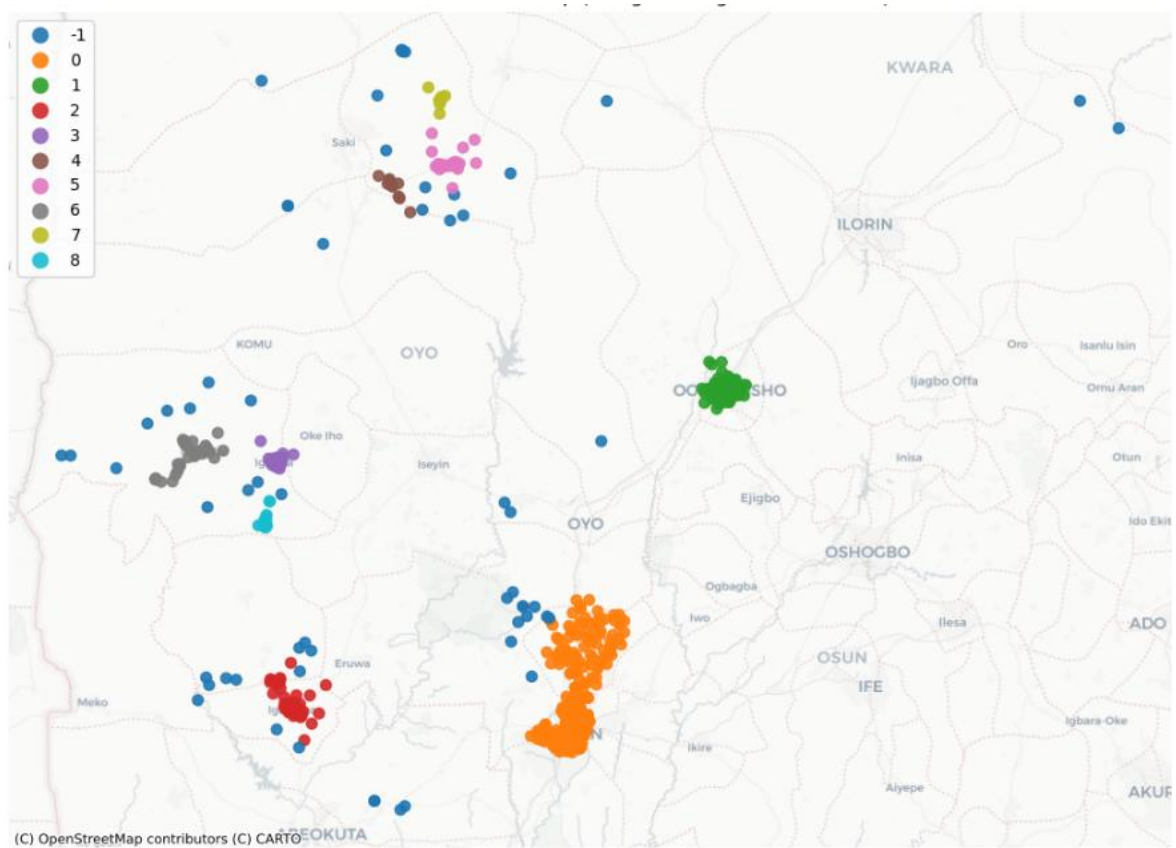 -1
0
1
2
3
4
5
6
7
8
KWARA
Saki
ILORIN
KOMU
OYO
Oro
Isanlu Isin
Ijagbo Offa
Omu Aran
SHO
Oke Iho
Iseyin
Inisa
Otun
Ejigbo
OYO
Ido Ekit
OSHOGBO
Ogbagba
Iwo
Ilesa
ADO
Eruwa
OSUN
IFE
Meko
Igbara-Oke
Ikire
Aiyepe
AKUR
ABEOKUTA
(C) OpenStreetMap contributors (C) CARTO